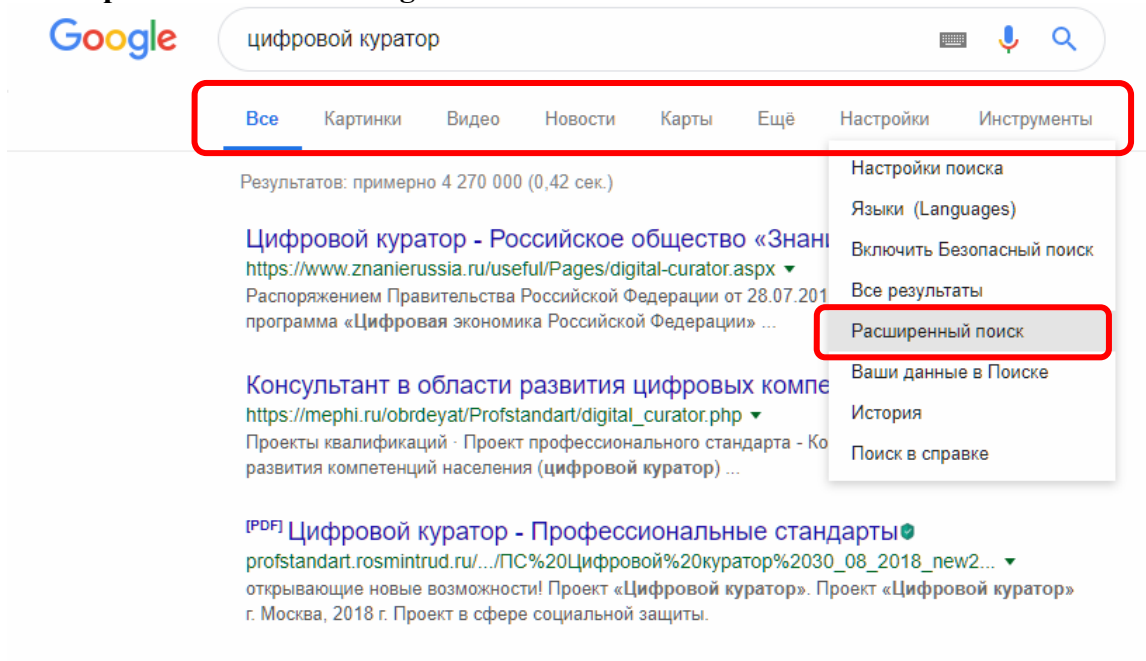 Google
цифровой куратор
Все Картинки Видео Новости Карты Ещё Настройки Инструменты
Результатов: примерно 4 270 000 (0,42 сек.)
Цифровой куратор - Российское общество «Знани
https://www.znanierussia.ru/useful/Pages/digital-curator.aspx
Распоряжением Правительства Российской Федерации от 28.07.201
программа «Цифровая экономика Российской Федерации» ...
Консультант в области развития цифровых компе
https://mephi.ru/obrdeyat/Profstandart/digital_curator.php
Проекты квалификаций · Проект профессионального стандарта - Ко
развития компетенций населения (цифровой куратор) ...
[PDF] Цифровой куратор - Профессиональные стандарты
profstandart.rosmintrud.ru/.../ПС%20Цифровой%20куратор%2030_08_2018_new2...
открывающие новые возможности! Проект «Цифровой куратор». Проект «Цифровой куратор»
г. Москва, 2018 г. Проект в сфере социальной защиты.
Настройки поиска
Языки (Languages)
Включить Безопасный поиск
Все результаты
Расширенный поиск
Ваши данные в Поиске
История
Поиск в справке